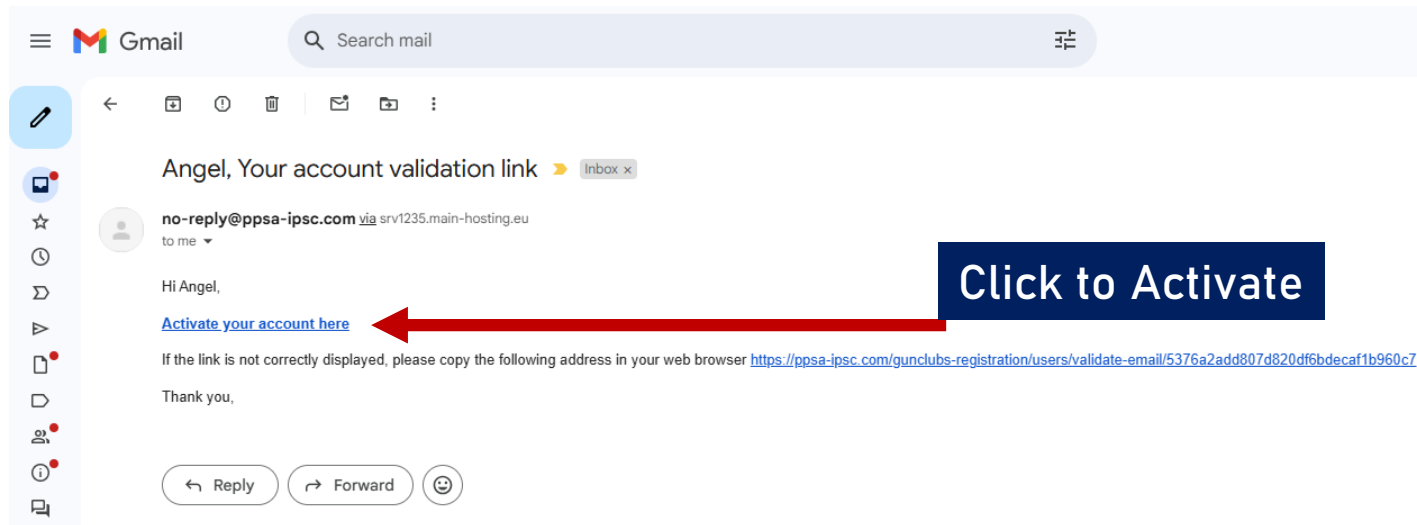 Gmail
Search mail
Angel, Your account validation link
Inbox x
no-reply@ppsa-ipsc.com via srv1235.main-hosting.eu
to me
Hi Angel,
Click to Activate
Activate your account here
If the link is not correctly displayed, please copy the following address in your web browser https://ppsa-ipsc.com/gunclubs-registration/users/validate-email/5376a2add807d820df6bdecaf1b960c7
Thank you,
Reply
Forward